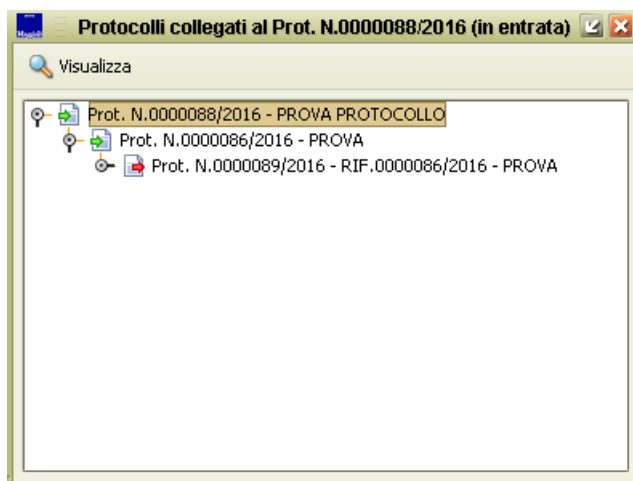 Maggioli
Protocolli collegati al Prot. N.0000088/2016 (in entrata)
Visualizza
Prot. N.0000088/2016 - PROVA PROTOCOLLO
Prot. N.0000086/2016 - PROVA
Prot. N.0000089/2016 - RIF.0000086/2016 - PROVA